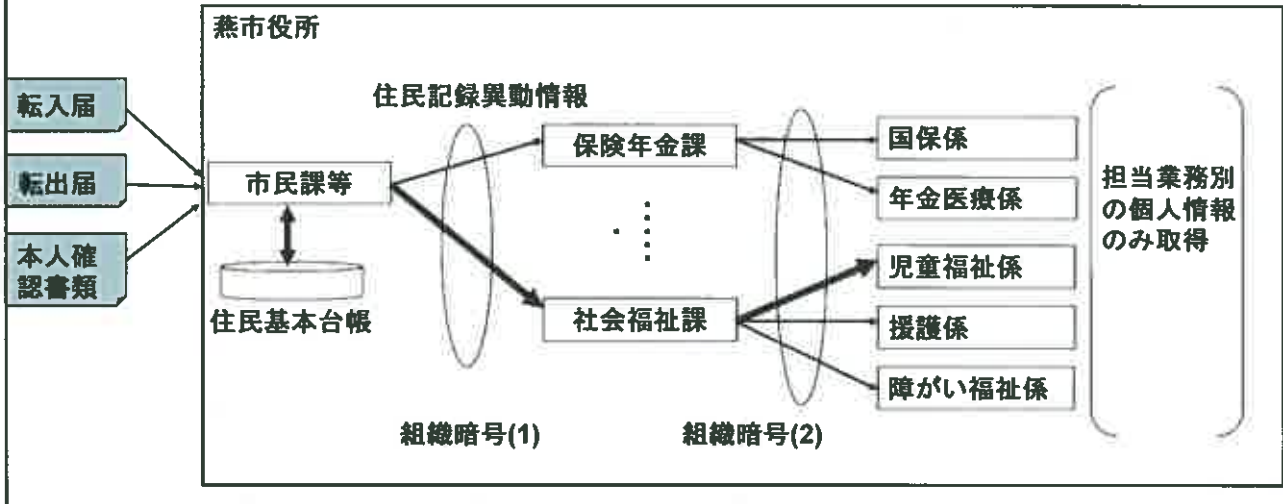 燕市役所
転入届
転出届
本人確
認書類
市民課等
住民基本台帳
住民記録異動情報
保険年金課
社会福祉課
国保係
年金医療係
児童福祉係
援護係
障がい福祉係
担当業務別
の個人情報
のみ取得
組織暗号(1)
組織暗号(2)